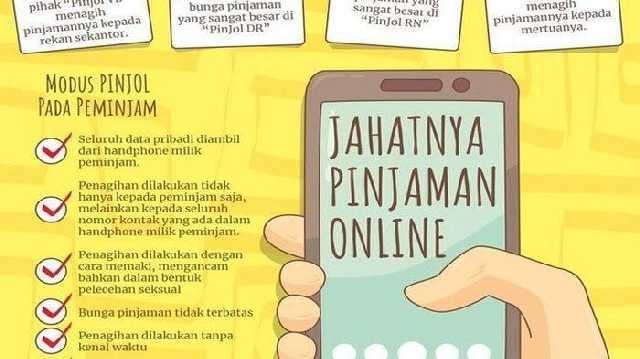 pihak "Pinjol
menagih
pinjamannya kepada
rekan sekantor.
bunga pinjaman
yang sangat besar di
"PinJol DR"
pinjaman yang
sangat besar di
"PinJol RN"
menagih
pinjamannya kepada
mertuanya.
MODUS PINJOL
PADA PEMINJAM
Seluruh data pribadi diambil
dari handphone milik
peminjam.
Penagihan dilakukan tidak
hanya kepada peminjam saja,
melainkan kepada seluruh
nomor kontak yang ada dalam
handphone milik peminjam.
Penagihan dilakukan dengan
cara memaki, mengancam
bahkan dalam bentuk
pelecehan seksual
Bunga pinjaman tidak terbatas
Penagihan dilakukan tanpa
kenal waktu
JAHATNYA
PINJAMAN
ONLINE